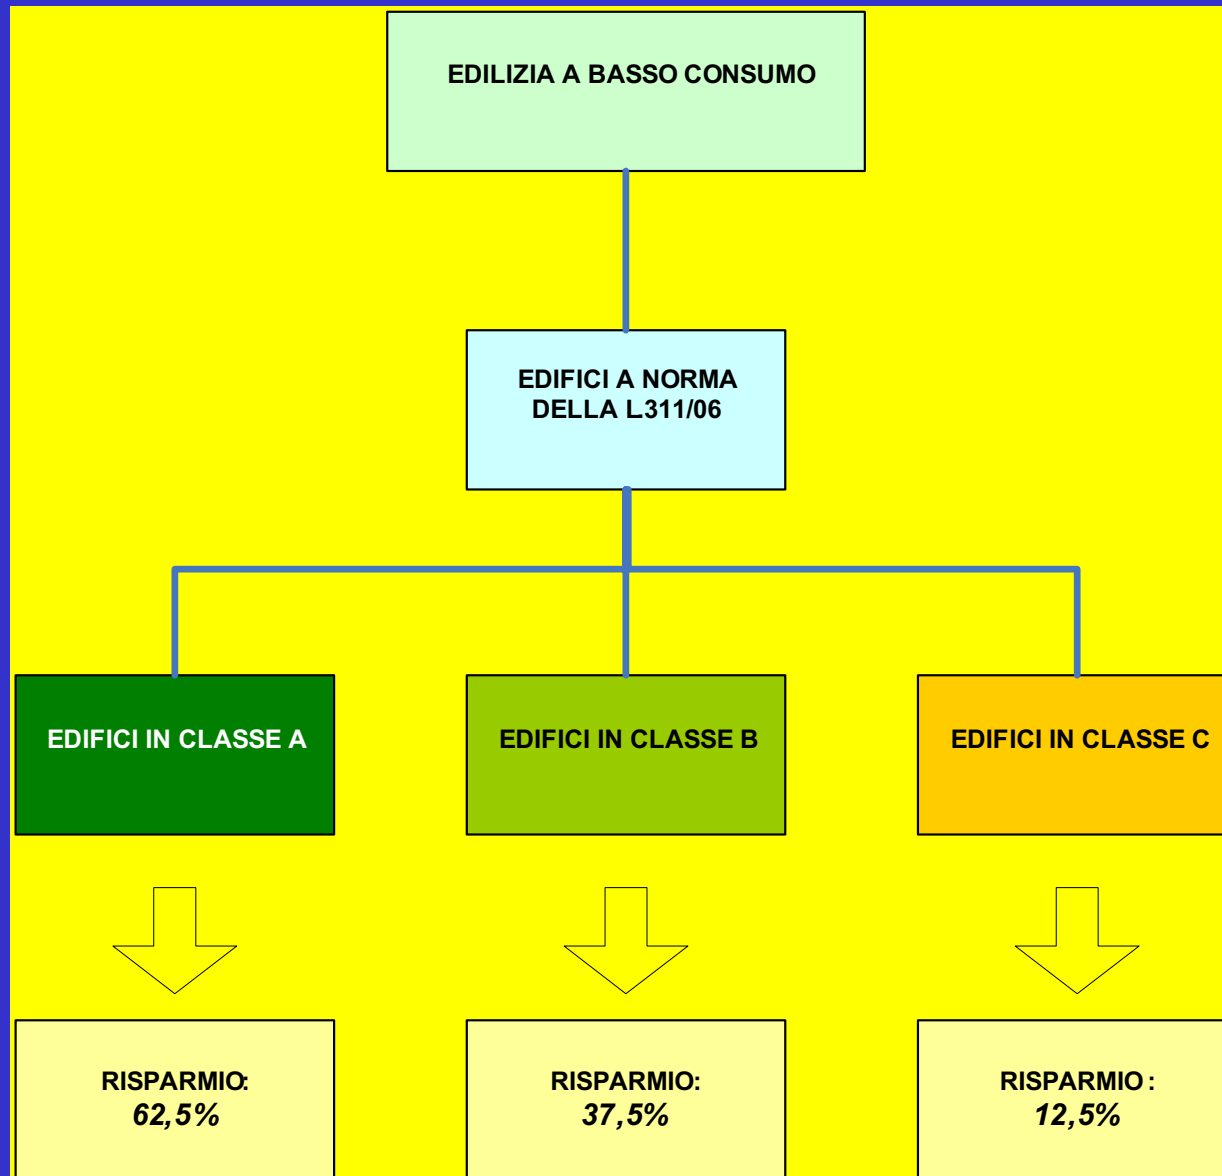 EDILIZIA A BASSO CONSUMO
EDIFICI A NORMA
DELLA L.311/06
EDIFICI IN CLASSE A
EDIFICI IN CLASSE B
EDIFICI IN CLASSE C
RISPARMIO:
62,5%
RISPARMIO:
37,5%
RISPARMIO :
12,5%